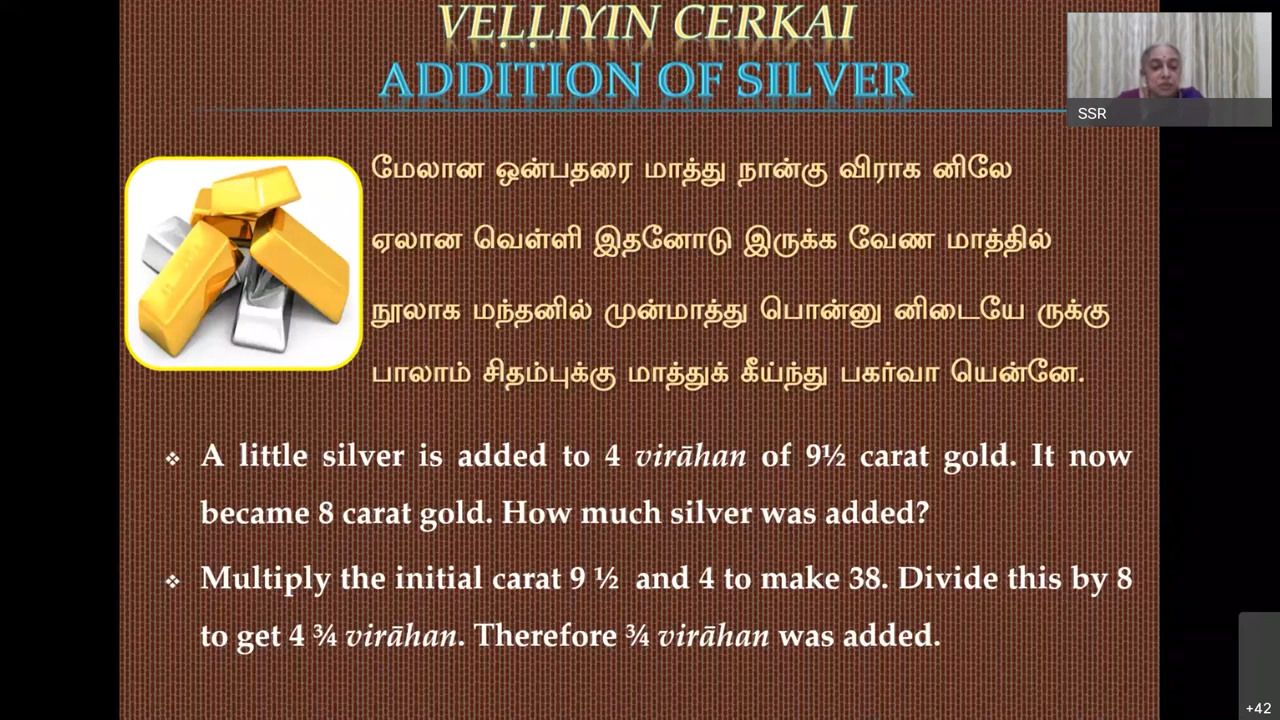 VEḶḶIYIN CERKAI
ADDITION OF SILVER
SSR
மேலான ஒன்பதரை மாத்து நான்கு விராக னிலே
ஏலான வெள்ளி இதனோடு இருக்க வேண மாத்தில்
நூலாக மந்தனில் முன்மாத்து பொன்னு னிடையே ருக்கு
பாலாம் சிதம்புக்கு மாத்துக் கீய்ந்து பகர்வா யென்னே.
❖ A little silver is added to 4 virāhan of 9½ carat gold. It now
became 8 carat gold. How much silver was added?
❖ Multiply the initial carat 9 ½ and 4 to make 38. Divide this by 8
to get 4 ¾ virāhan. Therefore ¾ virāhan was added.
+42